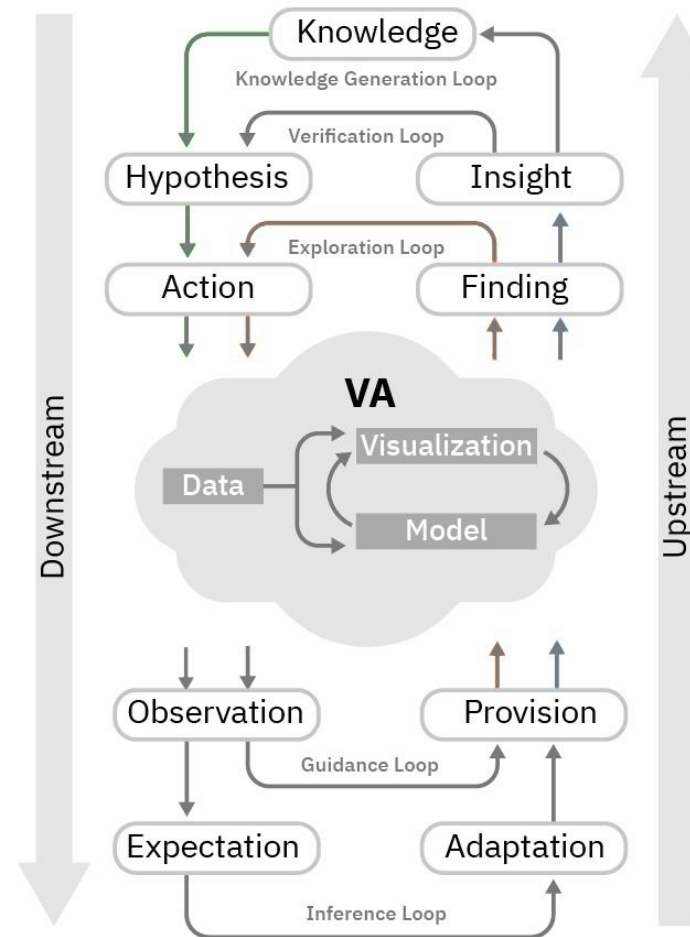 Knowledge
Knowledge Generation Loop
Verification Loop
Hypothesis
Insight
Exploration Loop
Action
Finding
VA
Visualization
Data
Model
Downstream
Upstream
Observation
Provision
Guidance Loop
Expectation
Adaptation
Inference Loop